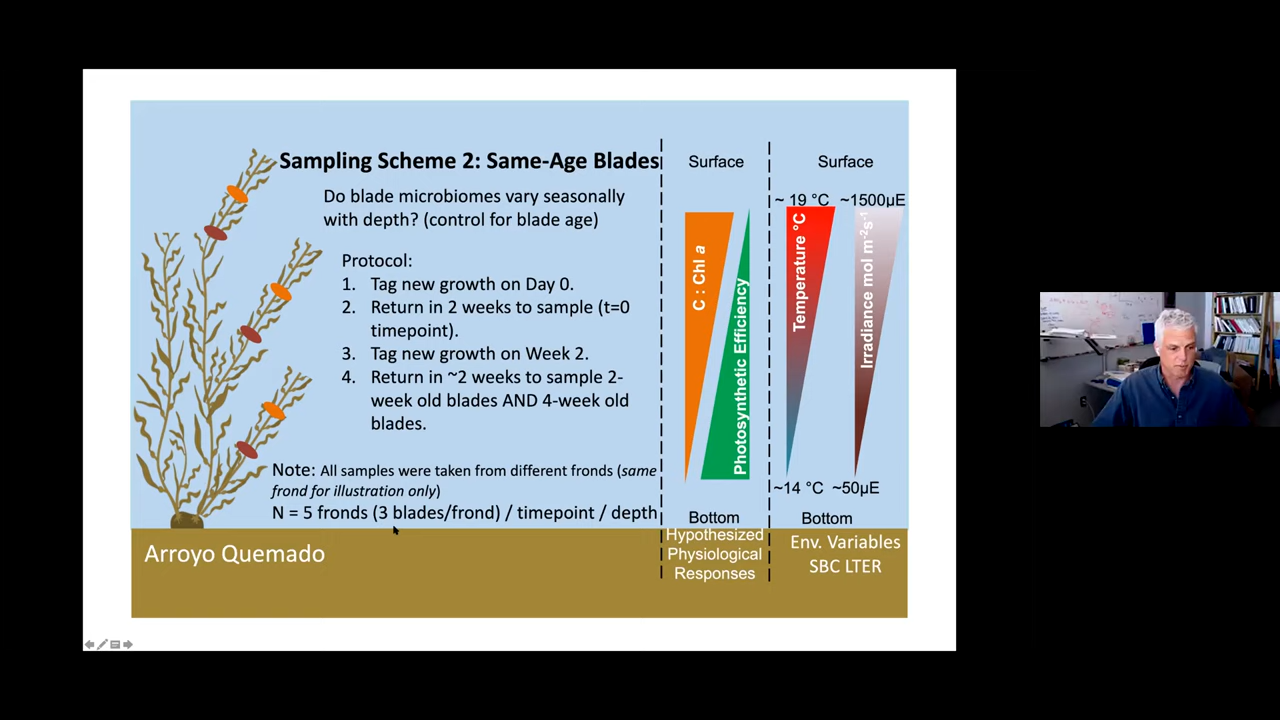 Sampling Scheme 2: Same-Age Blades
Do blade microbiomes vary seasonally
with depth? (control for blade age)
Protocol:
1. Tag new growth on Day 0.
2. Return in 2 weeks to sample (t=0
timepoint).
3. Tag new growth on Week 2.
4. Return in ~2 weeks to sample 2-
week old blades AND 4-week old
blades.
Note: All samples were taken from different fronds (same
frond for illustration only)
N = 5 fronds (3 blades/frond) / timepoint / depth
Arroyo Quemado
Surface
C : Chl a
Photosynthetic Efficiency
Bottom
Hypothesized
Physiological
Responses
Surface
~ 19 °C ~1500µE
Temperature °C
Irradiance mol m-2s-1
~14 °C ~50µE
Bottom
Env. Variables
SBC LTER